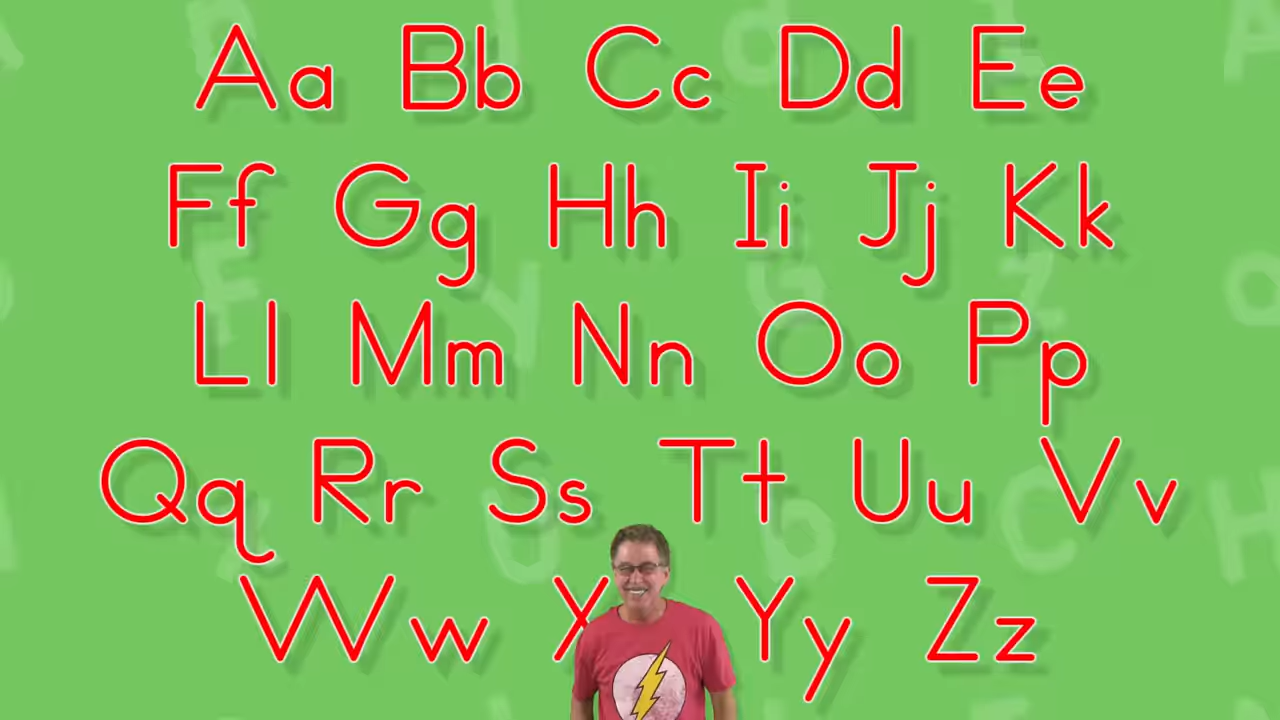 Aa Bb Cc Dd Ee
Ff Gg Hh Ii Jj Kk
Ll Mm Nn Oo Pp
Qq Rr Ss Tt Uu Vv
Ww X Yy Zz